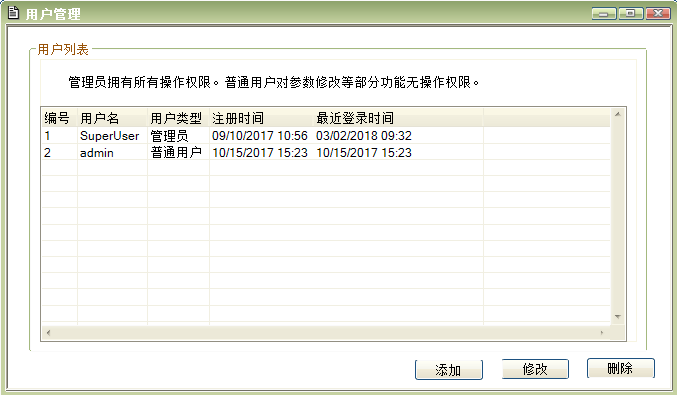 用户管理
用户列表
管理员拥有所有操作权限。普通用户对参数修改等部分功能无操作权限。
编号 用户名 用户类型 注册时间 最近登录时间
1 SuperUser 管理员 09/10/2017 10:56 03/02/2018 09:32
2 admin 普通用户 10/15/2017 15:23 10/15/2017 15:23
添加 修改 删除